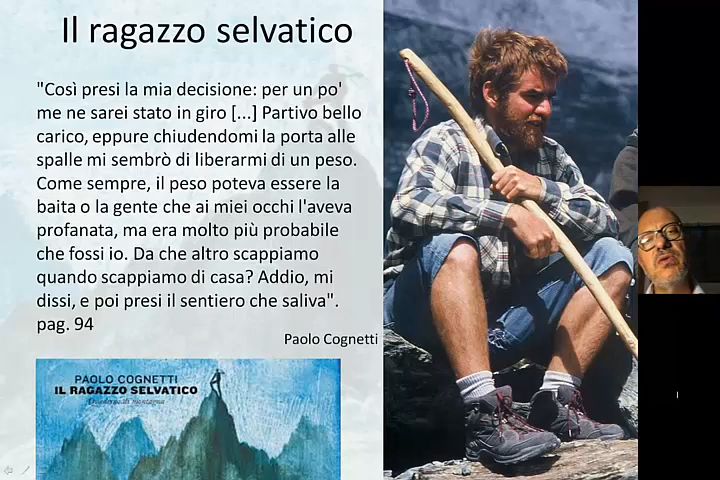 Il ragazzo selvatico
"Così presi la mia decisione: per un po'
me ne sarei stato in giro [...] Partivo bello
carico, eppure chiudendomi la porta alle
spalle mi sembrò di liberarmi di un peso.
Come sempre, il peso poteva essere la
baita o la gente che ai miei occhi l'aveva
profanata, ma era molto più probabile
che fossi io. Da che altro scappiamo
quando scappiamo di casa? Addio, mi
dissi, e poi presi il sentiero che saliva".
pag. 94
Paolo Cognetti
PAOLO COGNETTI
IL RAGAZZO SELVATICO
Quaderno di montagna